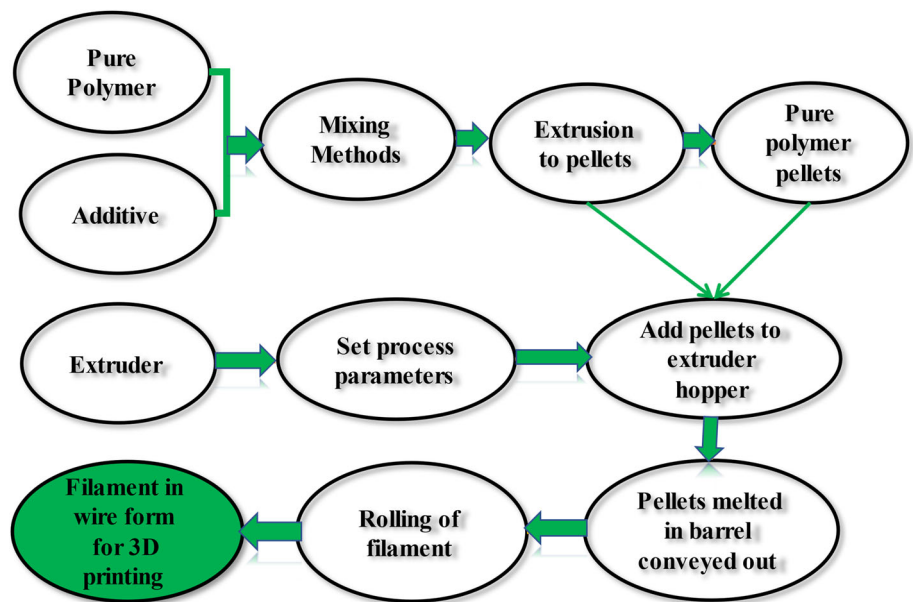 Pure
Polymer
Additive
Mixing
Methods
Extrusion
to pellets
Pure
polymer
pellets
Extruder
Set process
parameters
Add pellets to
extruder
hopper
Filament in
wire form
for 3D
printing
Rolling of
filament
Pellets melted
in barrel
conveyed out